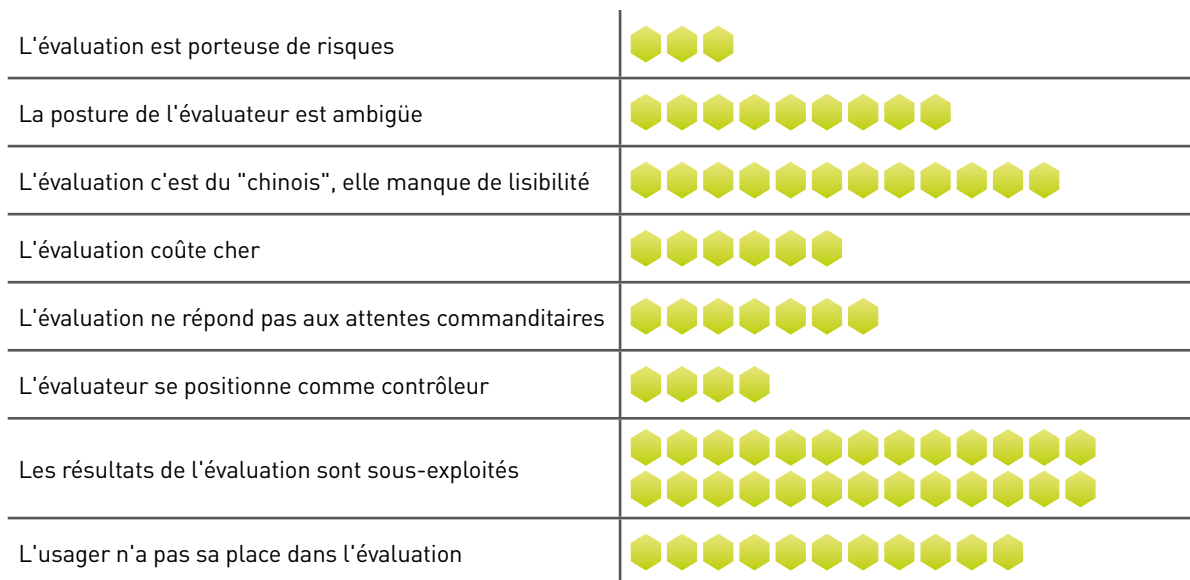 L'évaluation est porteuse de risques
La posture de l'évaluateur est ambigüe
L'évaluation c'est du "chinois", elle manque de lisibilité
L'évaluation coûte cher
L'évaluation ne répond pas aux attentes commanditaires
L'évaluateur se positionne comme contrôleur
Les résultats de l'évaluation sont sous-exploités
L'usager n'a pas sa place dans l'évaluation